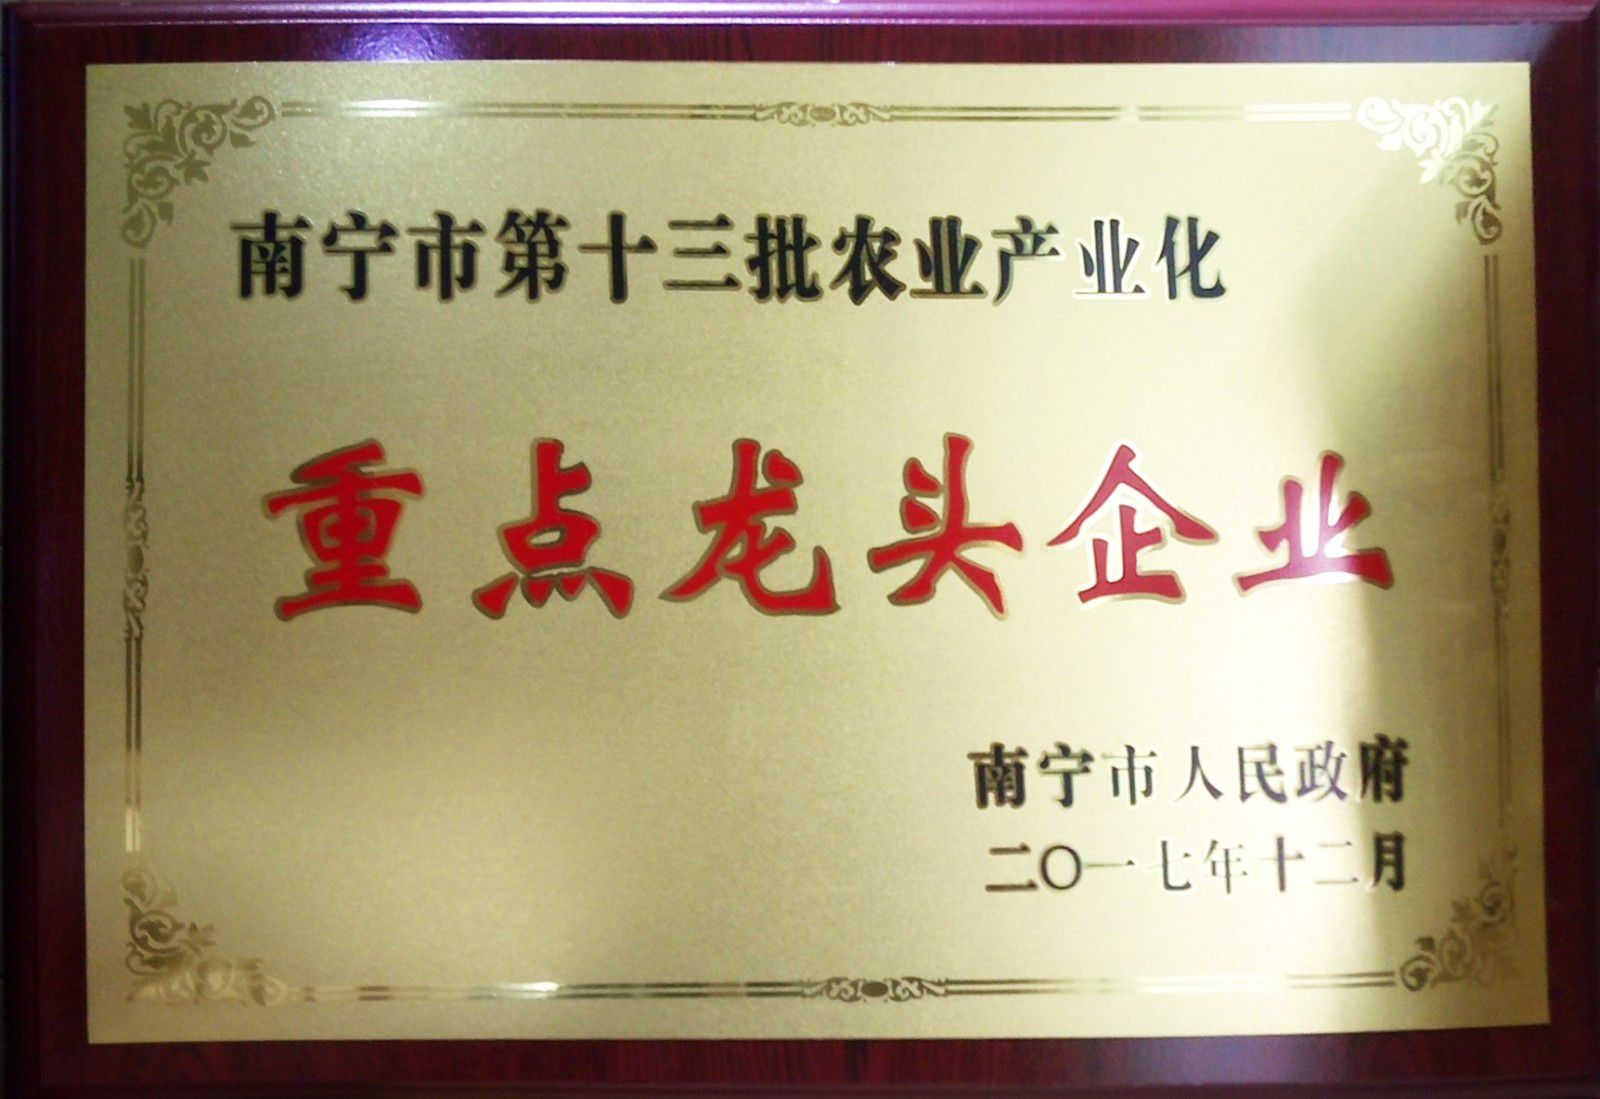 南宁市第十三批农业产业化
重点龙头企业
南宁市人民政府
二〇一七年十二月